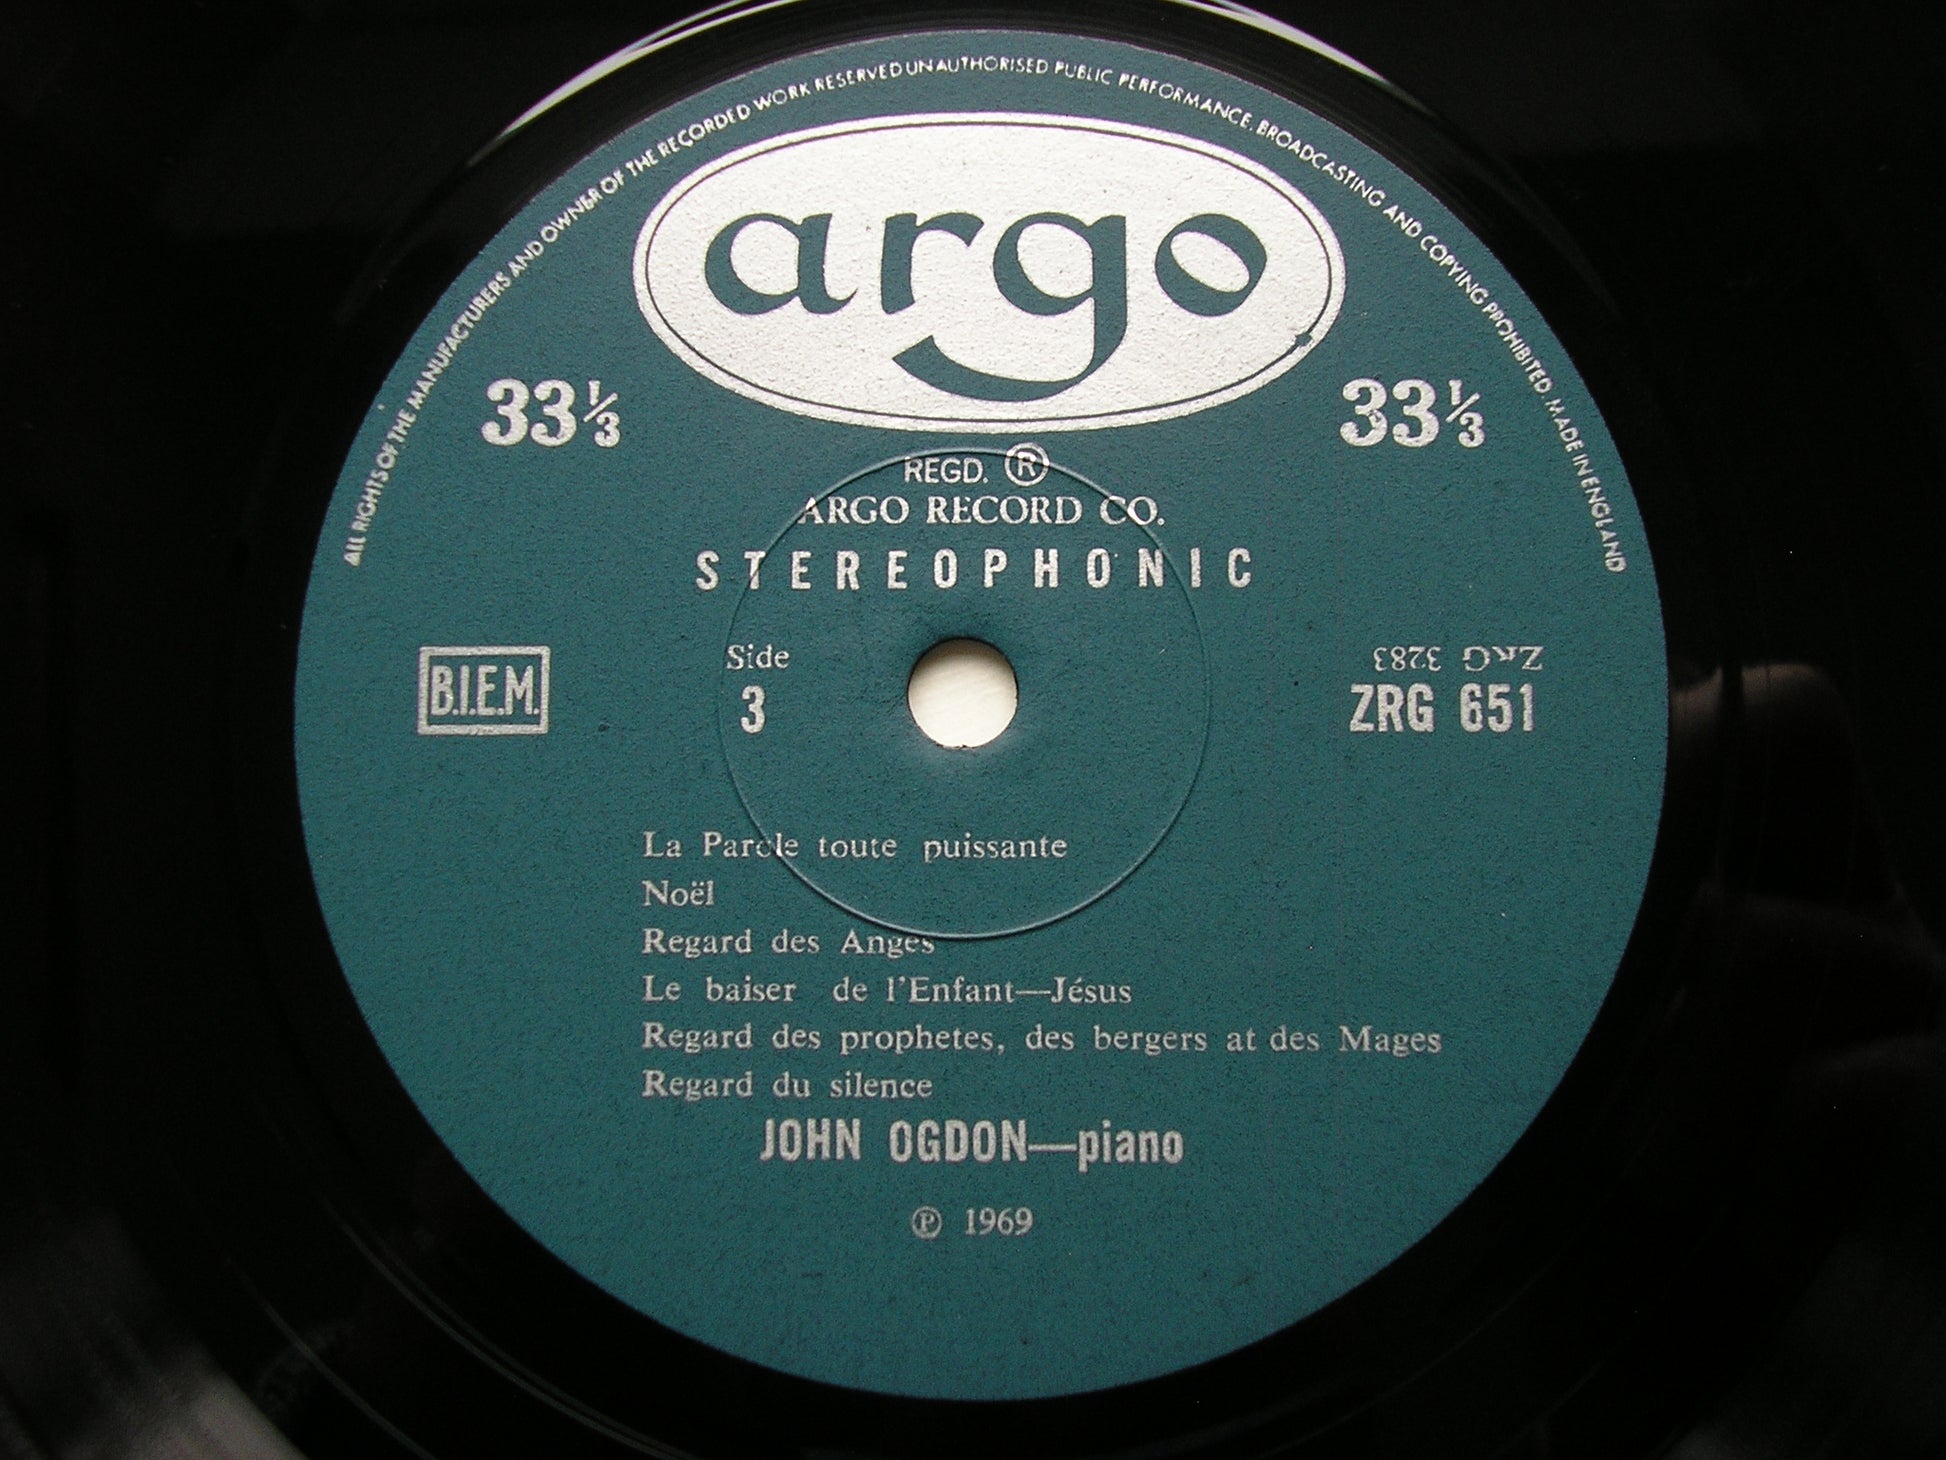 ALL RIGHTS OF THE MANUFACTURERS AND OWNER OF THE RECORDED WORK RESERVED UNAUTHORISED PUBLIC PERFORMANCE, BROADCASTING AND COPYING PROHIBITED. MADE IN ENGLAND
argo
33⅓ 33⅓
REGD. ®
ARGO RECORD CO.
STEREOPHONIC
B.I.E.M.
Side
3
ZRG 3283
ZRG 651
La Parole toute puissante
Noël
Regard des Anges
Le baiser de l'Enfant—Jésus
Regard des prophetes, des bergers at des Mages
Regard du silence
JOHN OGDON—piano
℗ 1969